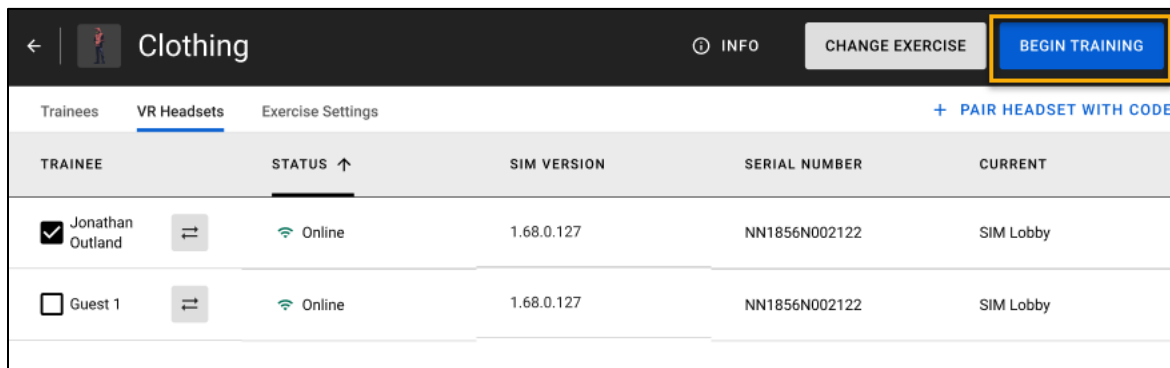 Clothing
INFO
CHANGE EXERCISE
BEGIN TRAINING
Trainees
VR Headsets
Exercise Settings
+ PAIR HEADSET WITH CODE
TRAINEE
STATUS
SIM VERSION
SERIAL NUMBER
CURRENT
Jonathan
Outland
Online
1.68.0.127
NN1856N002122
SIM Lobby
Guest 1
Online
1.68.0.127
NN1856N002122
SIM Lobby